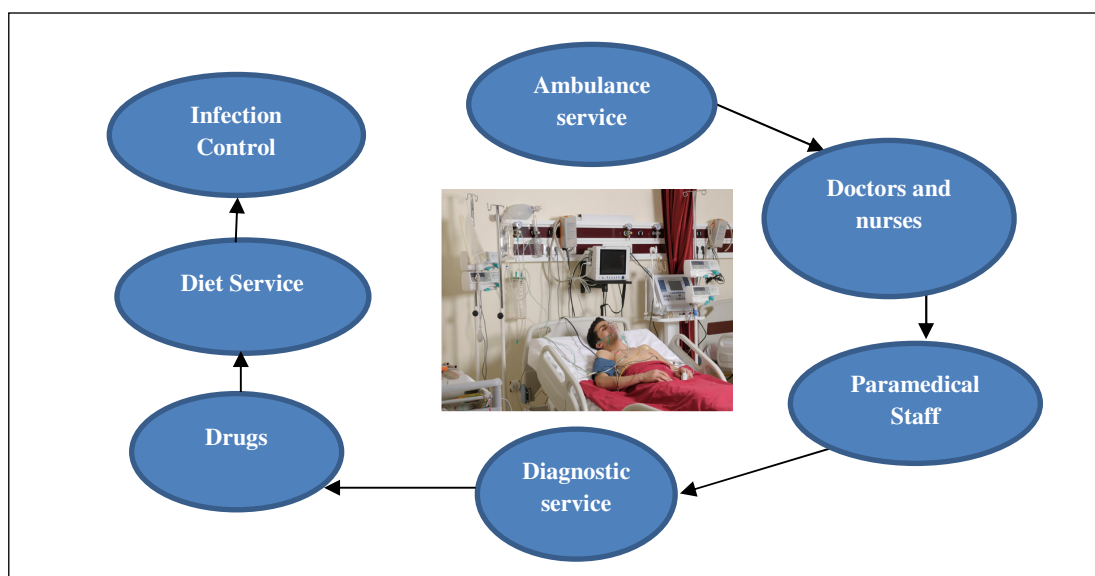 Ambulance
service
Doctors and
nurses
Paramedical
Staff
Diagnostic
service
Drugs
Diet Service
Infection
Control